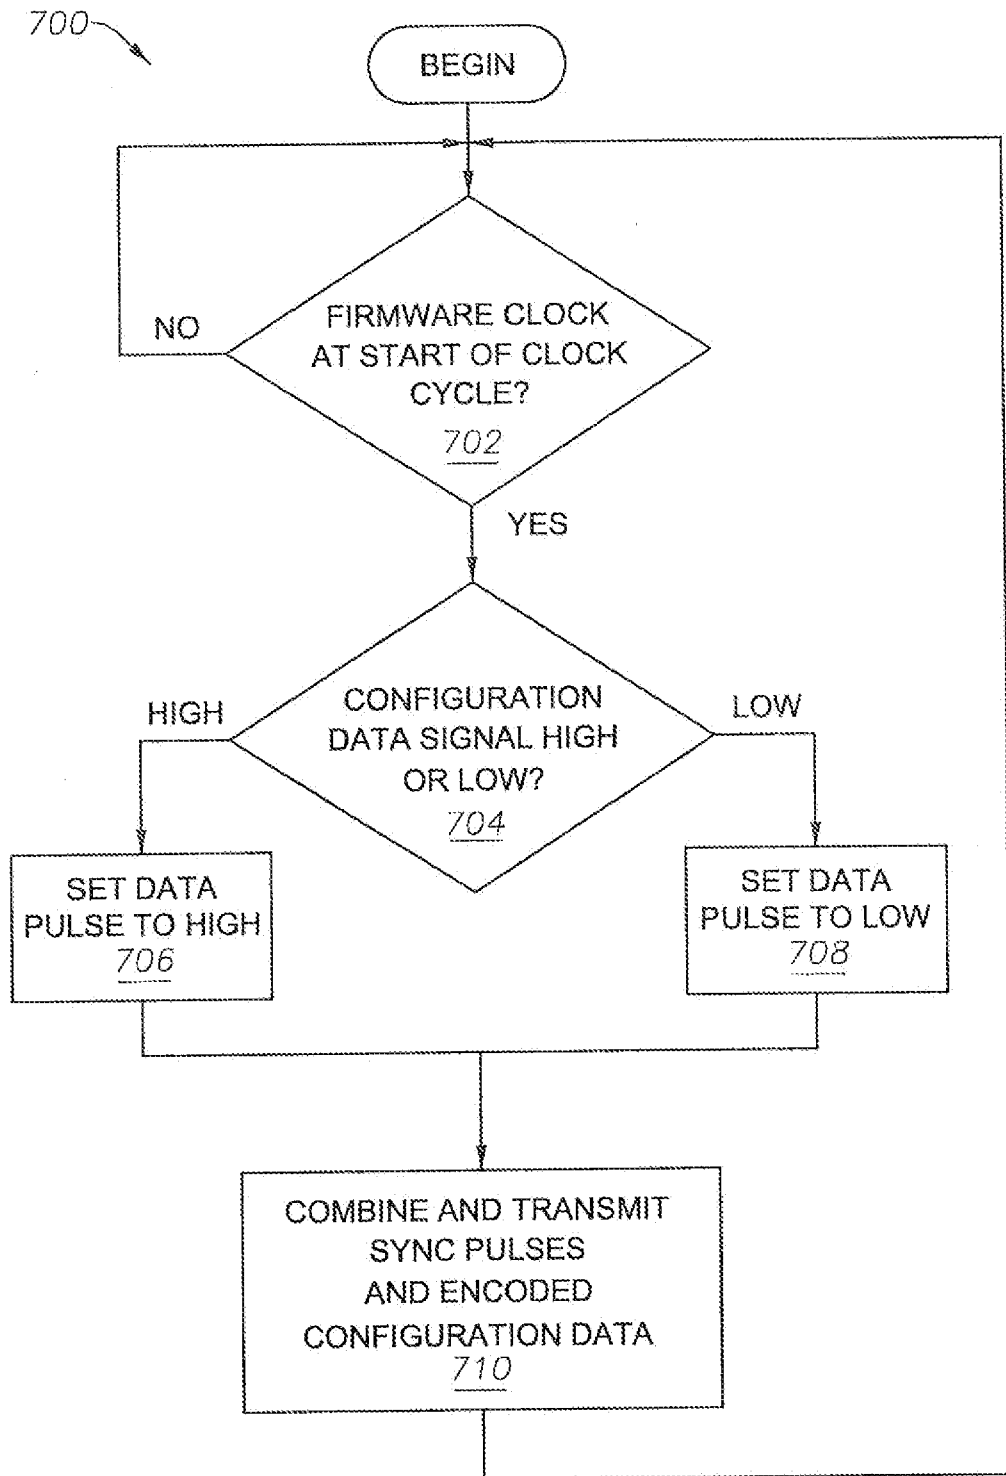 700
BEGIN
FIRMWARE CLOCK
AT START OF CLOCK
CYCLE?
702
NO
YES
CONFIGURATION
DATA SIGNAL HIGH
OR LOW?
704
HIGH
LOW
SET DATA
PULSE TO HIGH
706
SET DATA
PULSE TO LOW
708
COMBINE AND TRANSMIT
SYNC PULSES
AND ENCODED
CONFIGURATION DATA
710